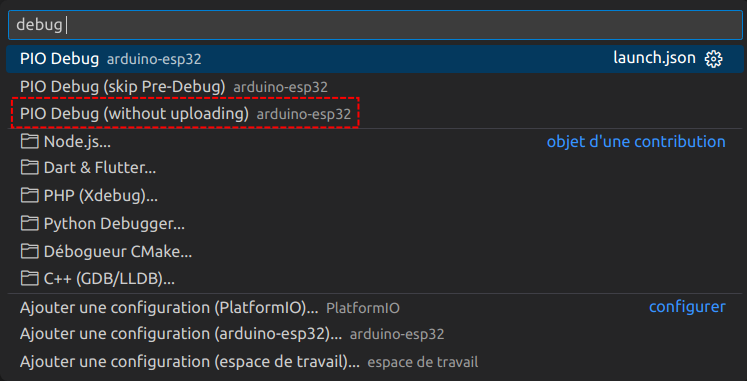 debug
PIO Debug arduino-esp32 launch.json
PIO Debug (skip Pre-Debug) arduino-esp32
PIO Debug (without uploading) arduino-esp32
Node.js... objet d'une contribution
Dart & Flutter...
PHP (Xdebug)...
Python Debugger...
Débogueur CMake...
C++ (GDB/LLDB)...
Ajouter une configuration (PlatformIO)... PlatformIO configurer
Ajouter une configuration (arduino-esp32)... arduino-esp32
Ajouter une configuration (espace de travail)... espace de travail